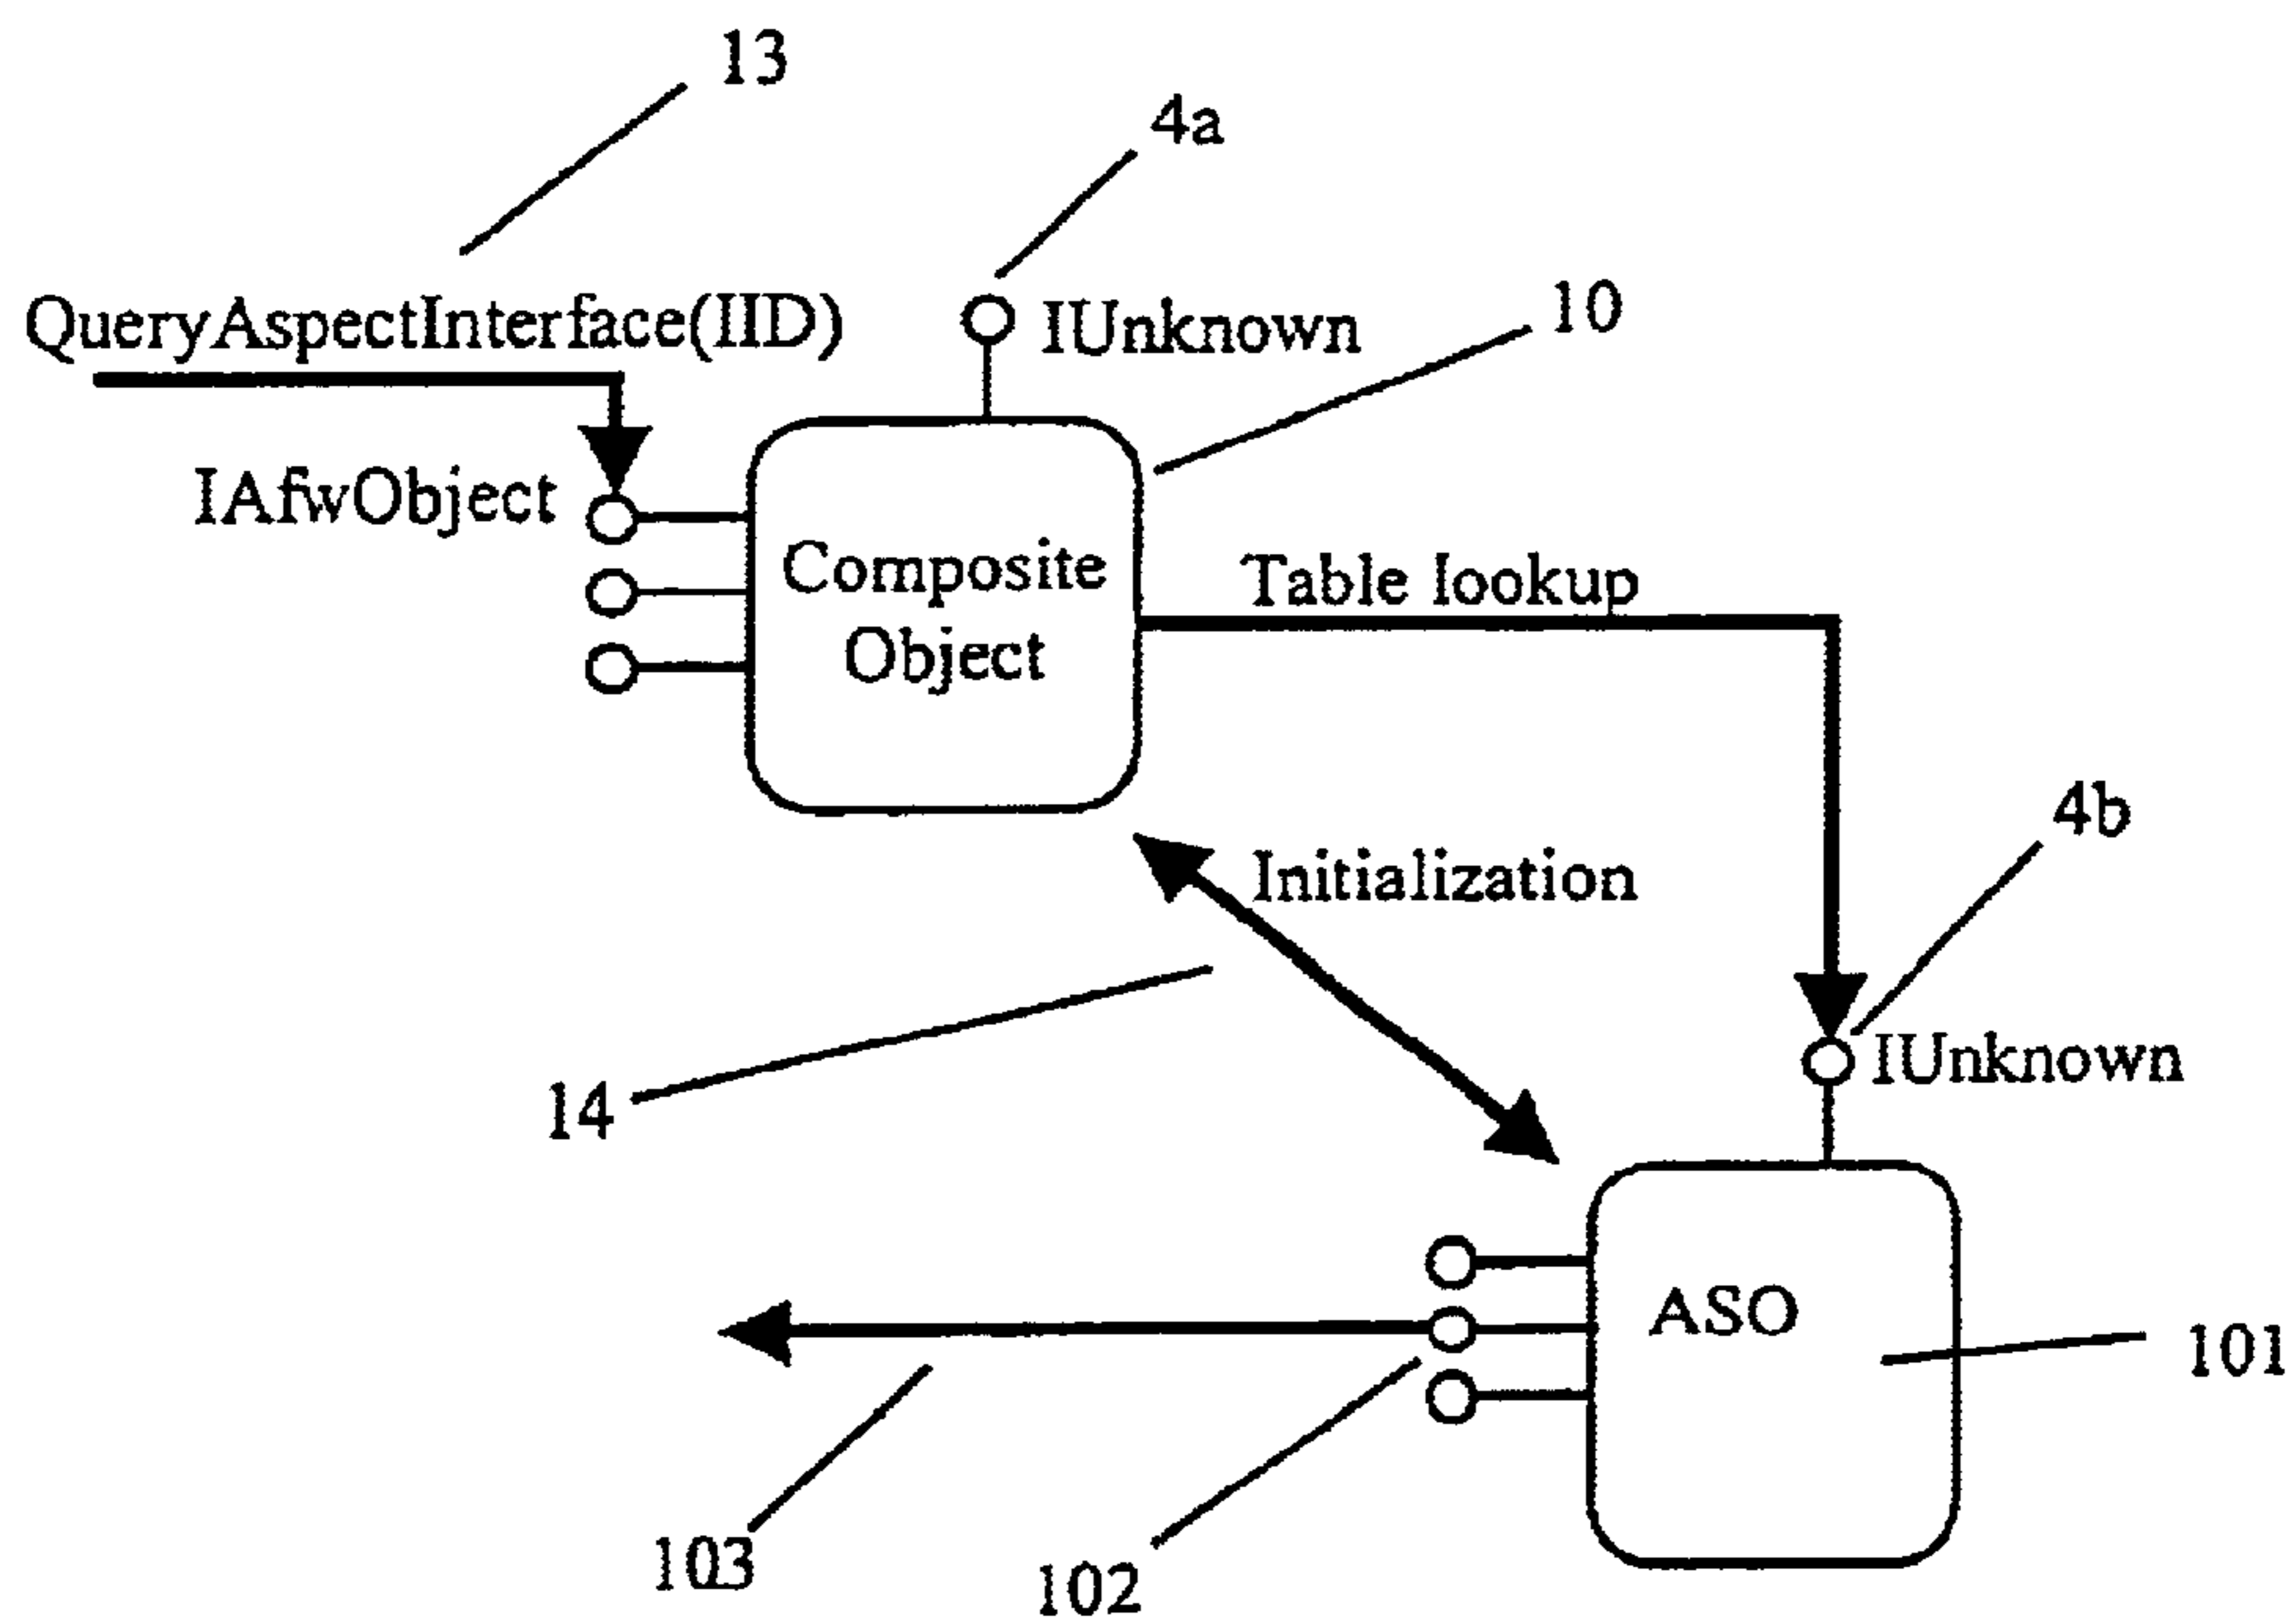 13
4a
QueryAspectInterface(IID)
IUnknown
10
IAfwObject
Composite
Object
Table lookup
4b
Initialization
IUnknown
14
ASO
101
103
102